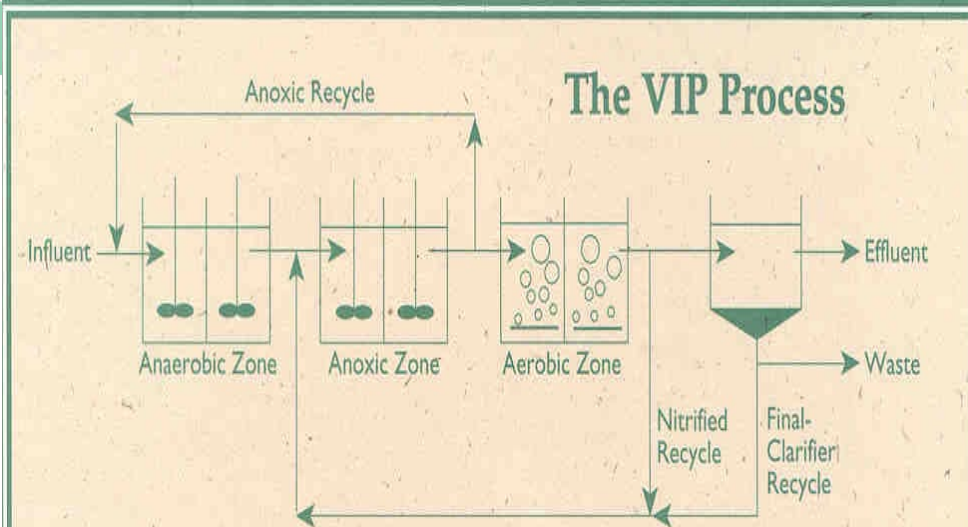 The VIP Process
Anoxic Recycle
Influent
Effluent
Anaerobic Zone
Anoxic Zone
Aerobic Zone
Waste
Nitrified
Recycle
Final-
Clarifier
Recycle